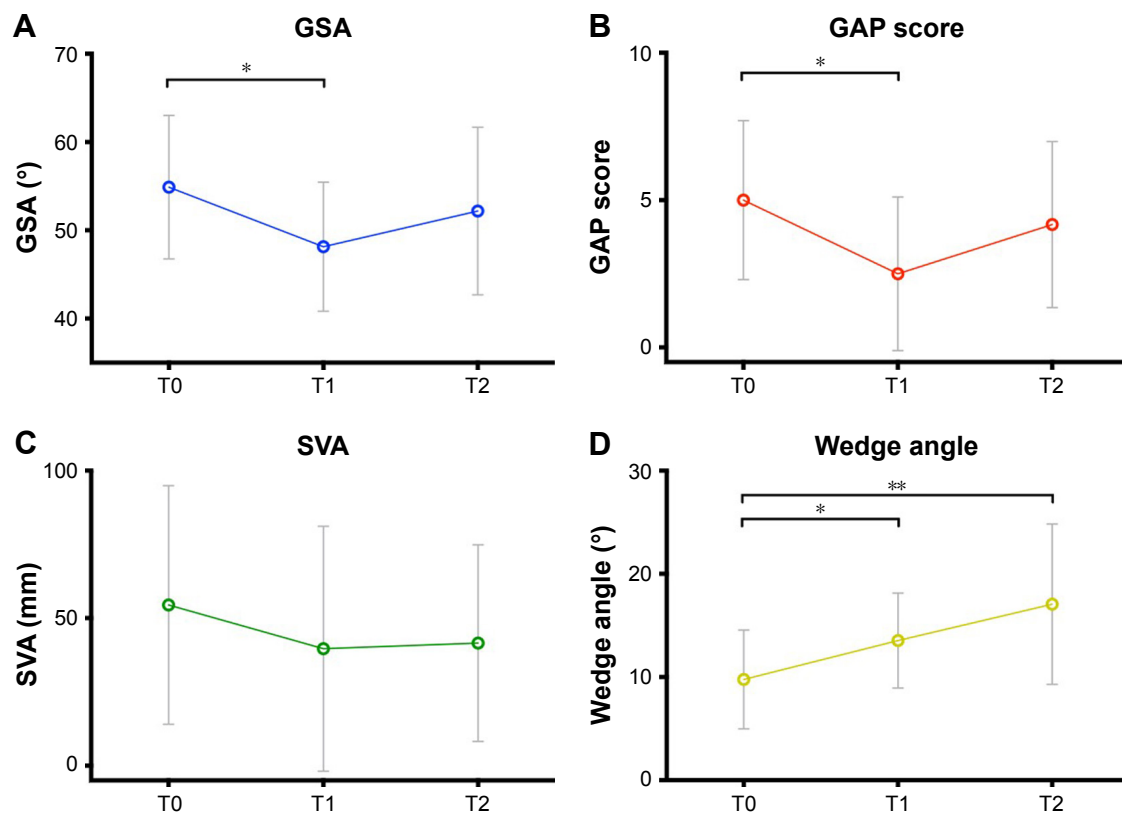 A
GSA
GSA (°)
70
60
50
40
*
T0 T1 T2
B
GAP score
GAP score
10
5
0
*
T0 T1 T2
C
SVA
SVA (mm)
100
50
0
T0 T1 T2
D
Wedge angle
Wedge angle (°)
30
20
10
0
**
*
T0 T1 T2